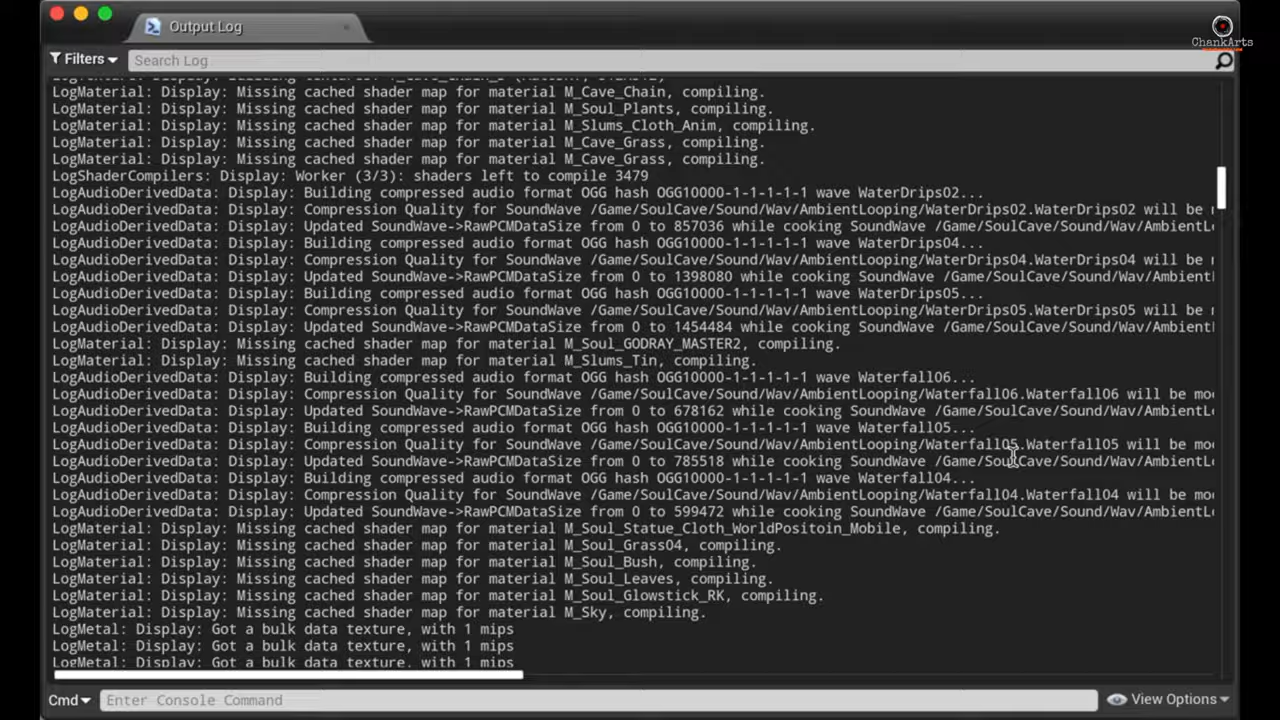 Output Log
ChankArts
Filters
Search Log
LogMaterial: Display: Missing cached shader map for material M_Cave_Chain, compiling.
LogMaterial: Display: Missing cached shader map for material M_Soul_Plants, compiling.
LogMaterial: Display: Missing cached shader map for material M_Slums_Cloth_Anim, compiling.
LogMaterial: Display: Missing cached shader map for material M_Cave_Grass, compiling.
LogMaterial: Display: Missing cached shader map for material M_Cave_Grass, compiling.
LogShaderCompilers: Display: Worker (3/3): shaders left to compile 3479
LogAudioDerivedData: Display: Building compressed audio format OGG hash OGG10000-1-1-1-1-1 wave WaterDrips02...
LogAudioDerivedData: Display: Compression Quality for SoundWave /Game/SoulCave/Sound/Wav/AmbientLooping/WaterDrips02.WaterDrips02 will be
LogAudioDerivedData: Display: Updated SoundWave->RawPCMDataSize from 0 to 857036 while cooking SoundWave /Game/SoulCave/Sound/Wav/AmbientLo
LogAudioDerivedData: Display: Building compressed audio format OGG hash OGG10000-1-1-1-1-1 wave WaterDrips04...
LogAudioDerivedData: Display: Compression Quality for SoundWave /Game/SoulCave/Sound/Wav/AmbientLooping/WaterDrips04.WaterDrips04 will be
LogAudioDerivedData: Display: Updated SoundWave->RawPCMDataSize from 0 to 1398080 while cooking SoundWave /Game/SoulCave/Sound/Wav/AmbientL
LogAudioDerivedData: Display: Building compressed audio format OGG hash OGG10000-1-1-1-1-1 wave WaterDrips05...
LogAudioDerivedData: Display: Compression Quality for SoundWave /Game/SoulCave/Sound/Wav/AmbientLooping/WaterDrips05.WaterDrips05 will be
LogAudioDerivedData: Display: Updated SoundWave->RawPCMDataSize from 0 to 1454484 while cooking SoundWave /Game/SoulCave/Sound/Wav/AmbientL
LogMaterial: Display: Missing cached shader map for material M_Soul_GODRAY_MASTER2, compiling.
LogMaterial: Display: Missing cached shader map for material M_Slums_Tin, compiling.
LogAudioDerivedData: Display: Building compressed audio format OGG hash OGG10000-1-1-1-1-1 wave Waterfall06...
LogAudioDerivedData: Display: Compression Quality for SoundWave /Game/SoulCave/Sound/Wav/AmbientLooping/Waterfall06.Waterfall06 will be mo
LogAudioDerivedData: Display: Updated SoundWave->RawPCMDataSize from 0 to 678162 while cooking SoundWave /Game/SoulCave/Sound/Wav/AmbientLo
LogAudioDerivedData: Display: Building compressed audio format OGG hash OGG10000-1-1-1-1-1 wave Waterfall05...
LogAudioDerivedData: Display: Compression Quality for SoundWave /Game/SoulCave/Sound/Wav/AmbientLooping/Waterfall05.Waterfall05 will be mo
LogAudioDerivedData: Display: Updated SoundWave->RawPCMDataSize from 0 to 785518 while cooking SoundWave /Game/SoulCave/Sound/Wav/AmbientLo
LogAudioDerivedData: Display: Building compressed audio format OGG hash OGG10000-1-1-1-1-1 wave Waterfall04...
LogAudioDerivedData: Display: Compression Quality for SoundWave /Game/SoulCave/Sound/Wav/AmbientLooping/Waterfall04.Waterfall04 will be mo
LogAudioDerivedData: Display: Updated SoundWave->RawPCMDataSize from 0 to 599472 while cooking SoundWave /Game/SoulCave/Sound/Wav/AmbientLo
LogMaterial: Display: Missing cached shader map for material M_Soul_Statue_Cloth_WorldPositoin_Mobile, compiling.
LogMaterial: Display: Missing cached shader map for material M_Soul_Grass04, compiling.
LogMaterial: Display: Missing cached shader map for material M_Soul_Bush, compiling.
LogMaterial: Display: Missing cached shader map for material M_Soul_Leaves, compiling.
LogMaterial: Display: Missing cached shader map for material M_Soul_Glowstick_RK, compiling.
LogMaterial: Display: Missing cached shader map for material M_Sky, compiling.
LogMetal: Display: Got a bulk data texture, with 1 mips
LogMetal: Display: Got a bulk data texture, with 1 mips
LogMetal: Display: Got a bulk data texture, with 1 mips
Cmd
Enter Console Command
View Options